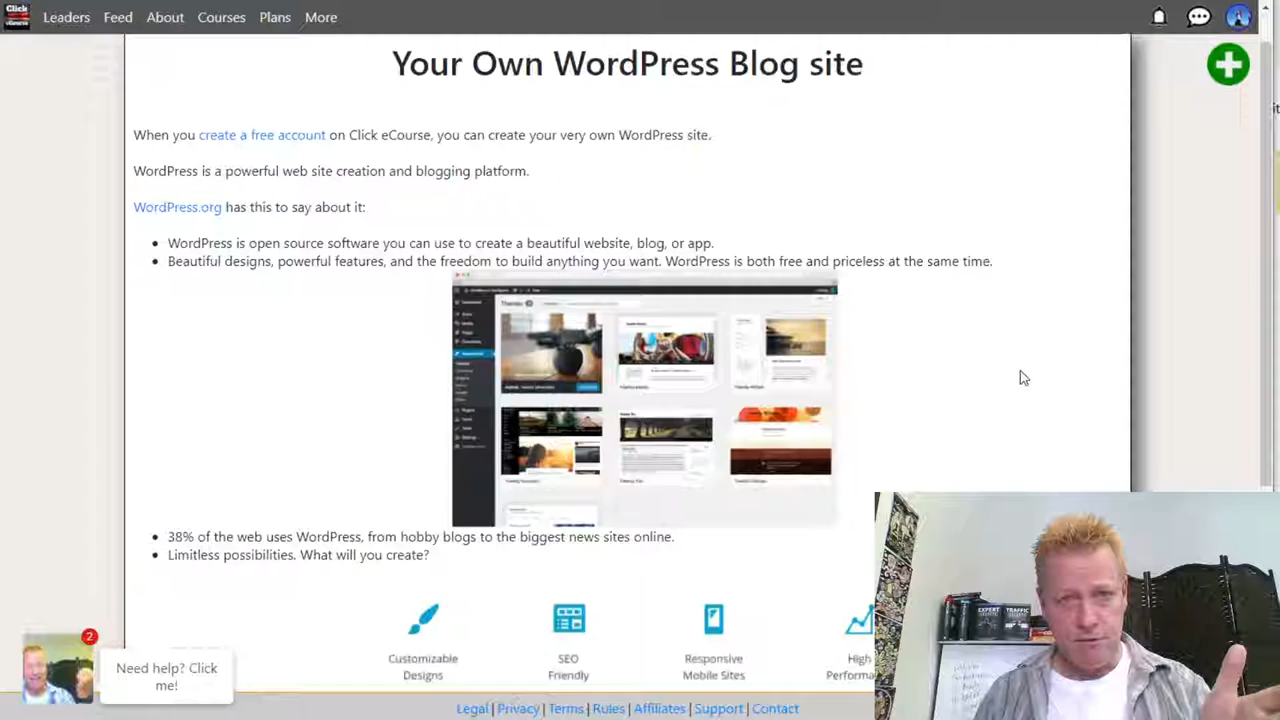 Click
Leaders
Feed
About
Courses
Plans
More
Your Own WordPress Blog site
When you create a free account on Click eCourse, you can create your very own WordPress site.
WordPress is a powerful web site creation and blogging platform.
WordPress.org has this to say about it:
WordPress is open source software you can use to create a beautiful website, blog, or app.
Beautiful designs, powerful features, and the freedom to build anything you want. WordPress is both free and priceless at the same time.
Themes
38% of the web uses WordPress, from hobby blogs to the biggest news sites online.
Limitless possibilities. What will you create?
Customizable
Designs
SEO
Friendly
Responsive
Mobile Sites
High
EXPERT
TRAFFIC
SECRETS
2
Need help? Click
me!
Legal | Privacy | Terms | Rules | Affiliates | Support | Contact